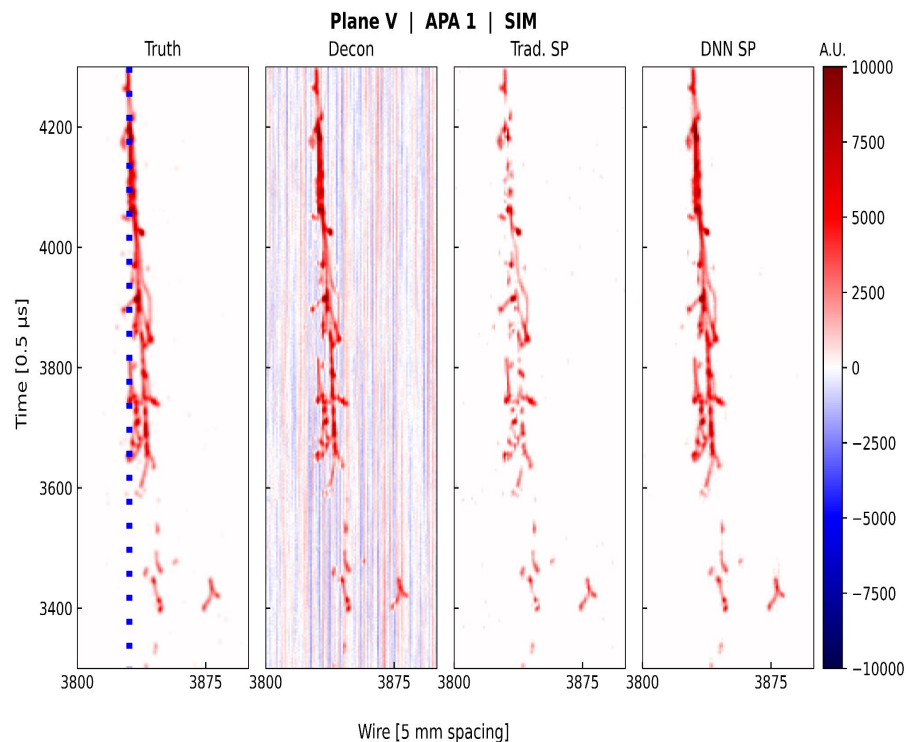 Plane V | APA 1 | SIM
Truth
Decon
Trad. SP
DNN SP
A.U.
Time [0.5 μs]
4200
4000
3800
3600
3400
3800
3875
3800
3875
3800
3875
3800
3875
Wire [5 mm spacing]
10000
7500
5000
2500
0
−2500
−5000
−7500
−10000